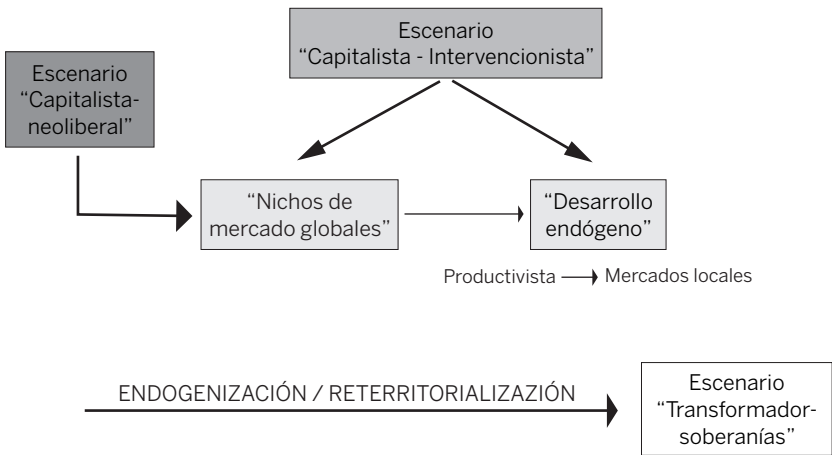 Escenario
“Capitalista - Intervencionista”
Escenario
“Capitalista-
neoliberal”
“Nichos de
mercado globales”
“Desarrollo
endógeno”
Productivista Mercados locales
ENDOGENIZACIÓN / RETERRITORIALIZAZIÓN
Escenario
“Transformador-
soberanías”